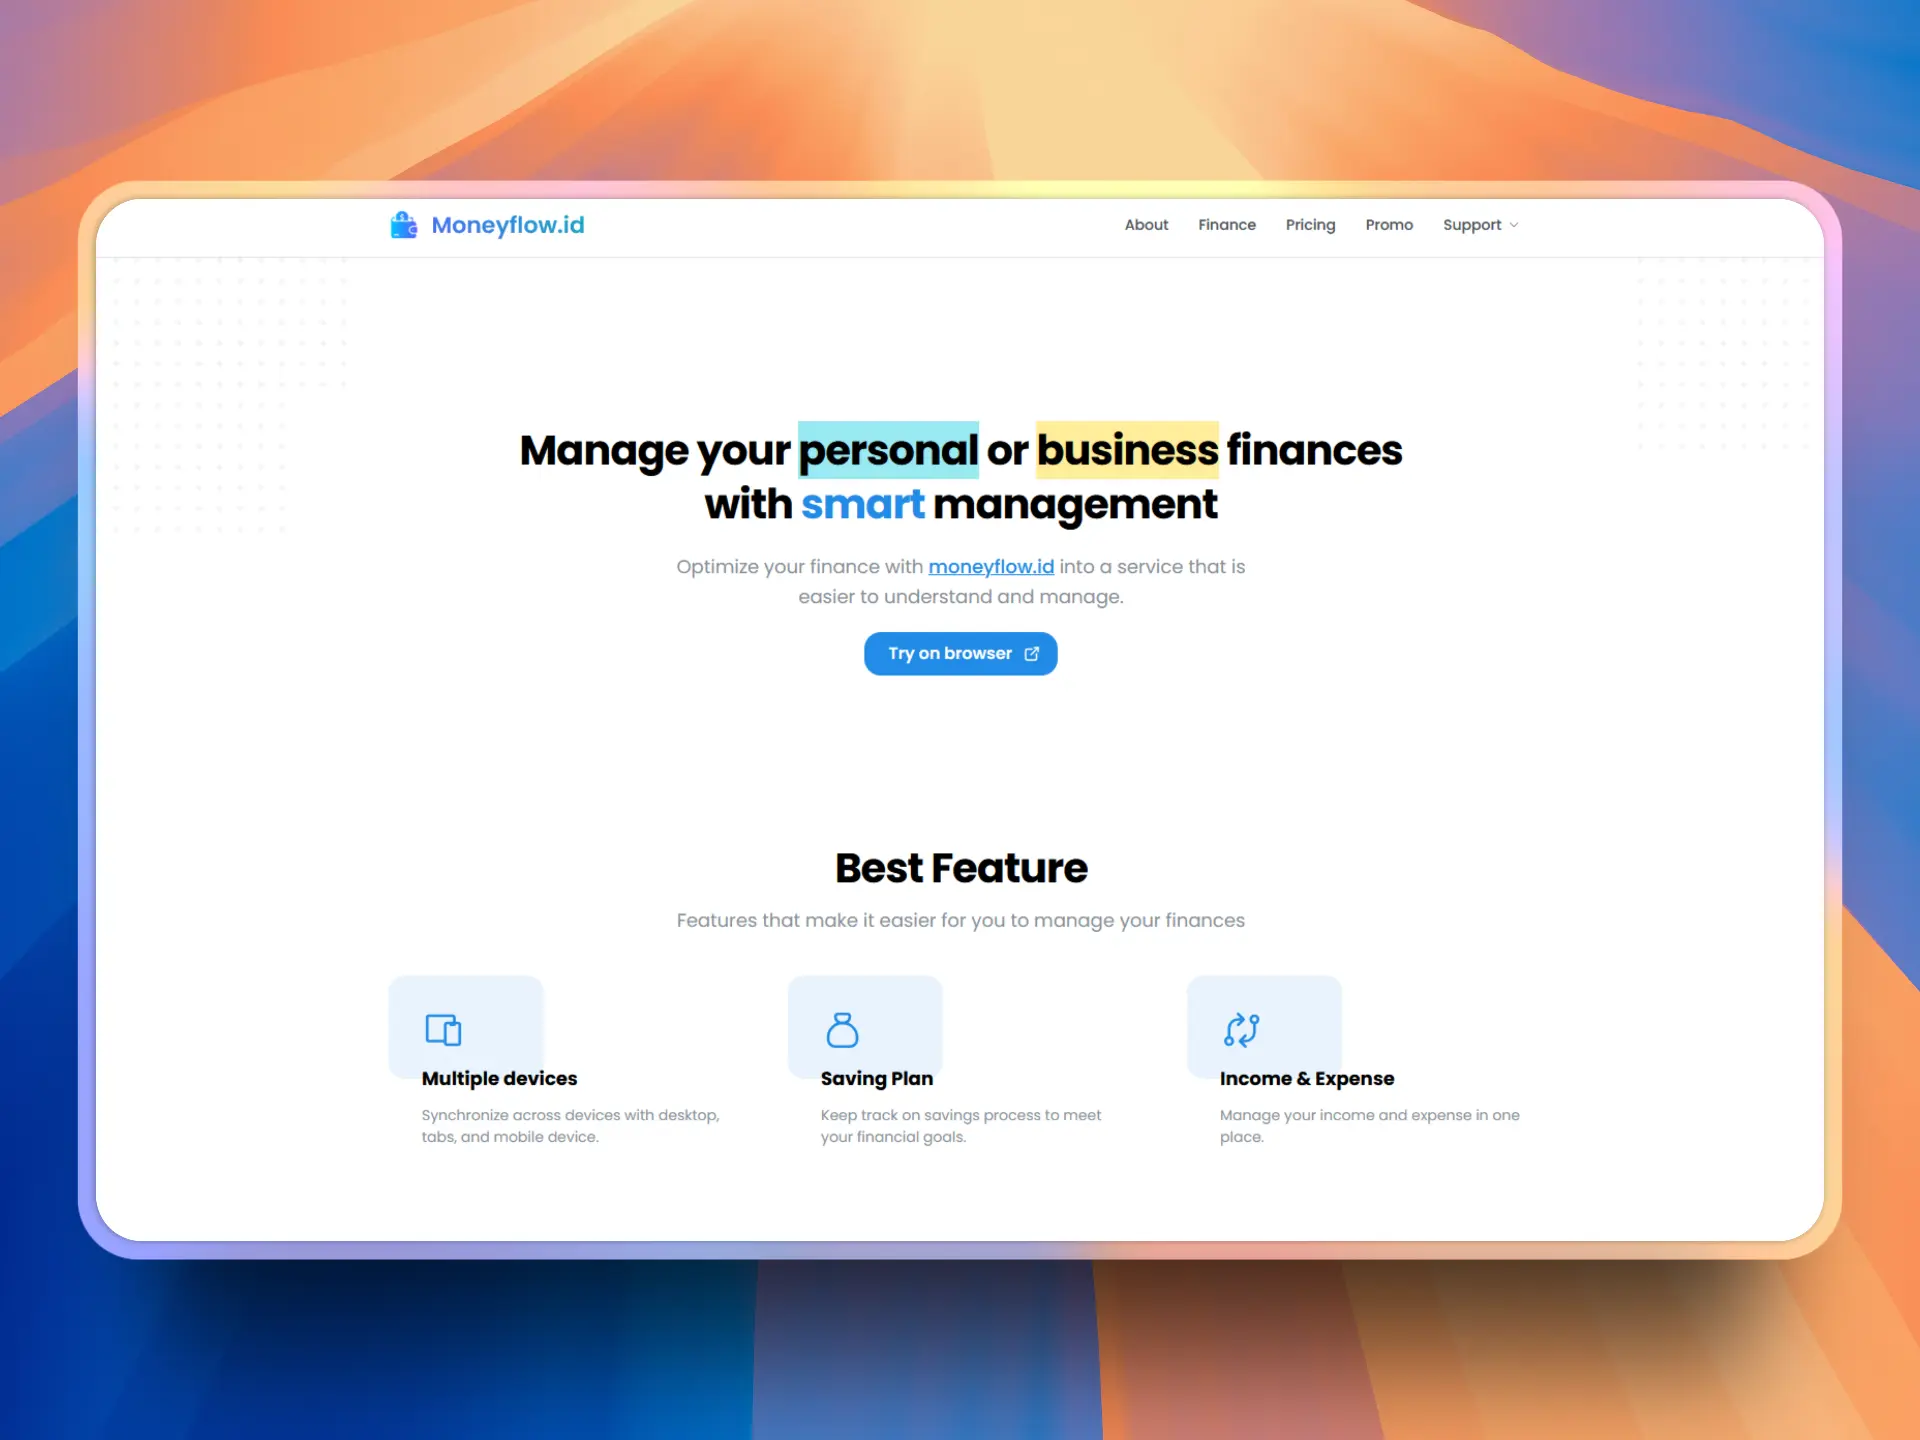 Moneyflow.id
About Finance Pricing Promo Support
Manage your personal or business finances
with smart management
Optimize your finance with moneyflow.id into a service that is
easier to understand and manage.
Try on browser
Best Feature
Features that make it easier for you to manage your finances
Multiple devices
Synchronize across devices with desktop,
tabs, and mobile device.
Saving Plan
Keep track on savings process to meet
your financial goals.
Income & Expense
Manage your income and expense in one
place.